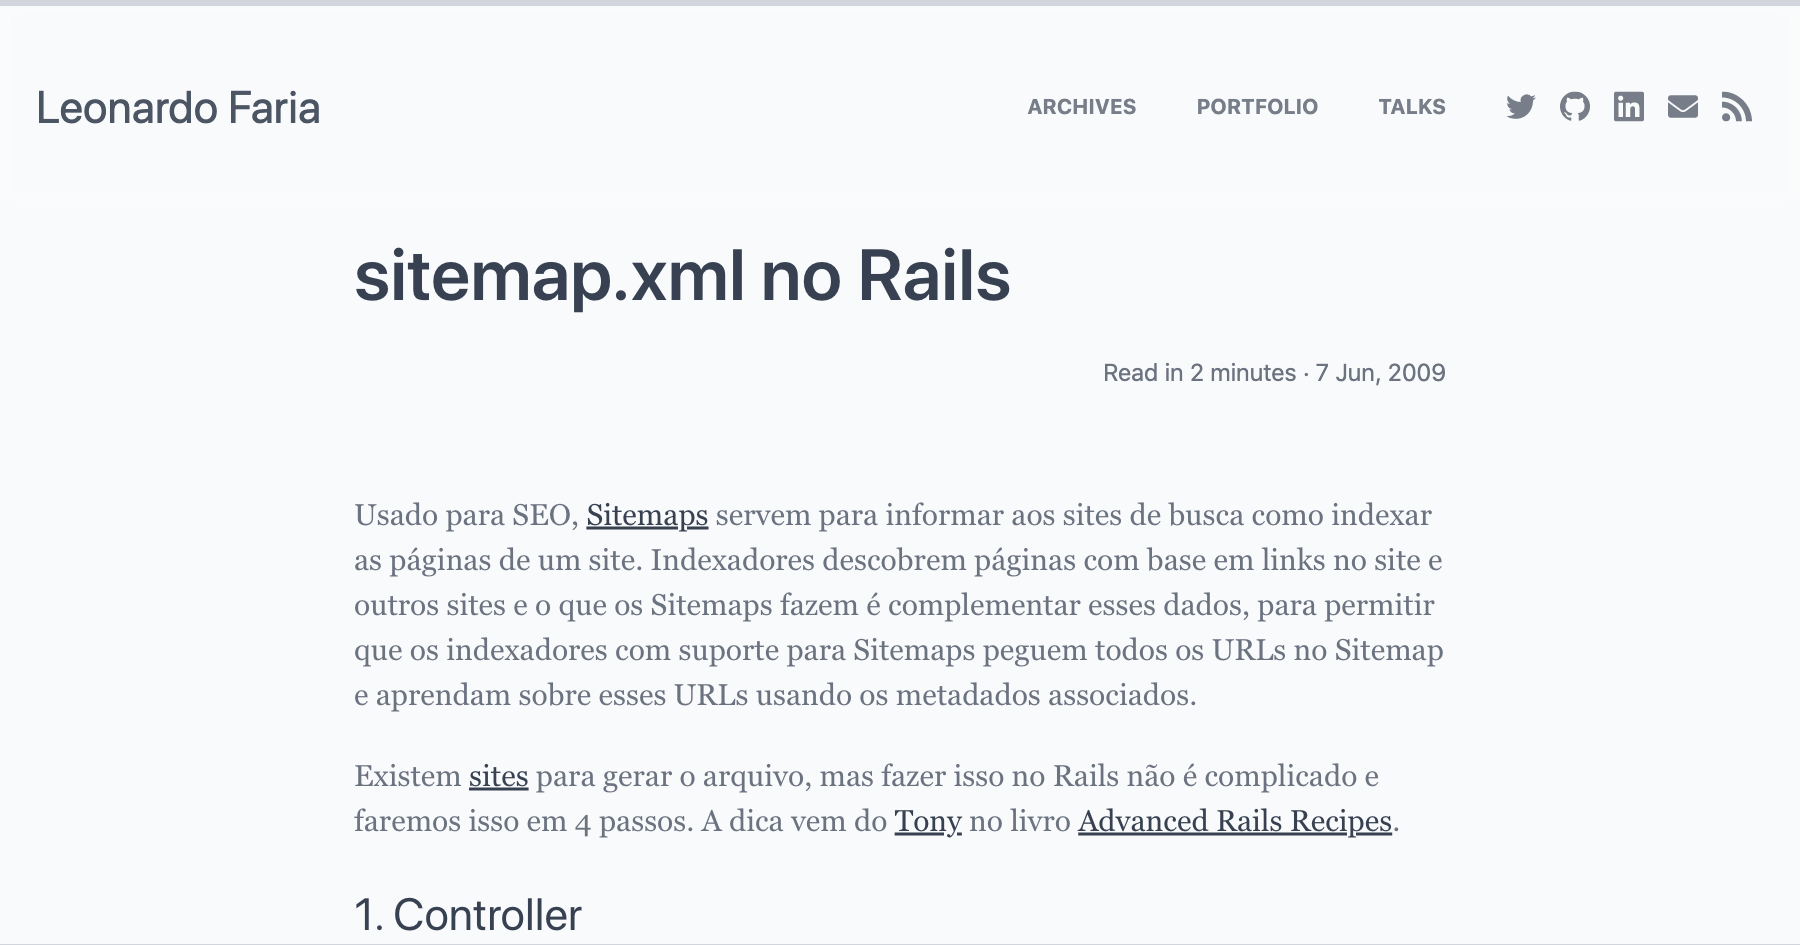 Leonardo Faria
ARCHIVES PORTFOLIO TALKS
sitemap.xml no Rails
Read in 2 minutes · 7 Jun, 2009
Usado para SEO, Sitemaps servem para informar aos sites de busca como indexar
as páginas de um site. Indexadores descobrem páginas com base em links no site e
outros sites e o que os Sitemaps fazem é complementar esses dados, para permitir
que os indexadores com suporte para Sitemaps peguem todos os URLs no Sitemap
e aprendam sobre esses URLs usando os metadados associados.
Existem sites para gerar o arquivo, mas fazer isso no Rails não é complicado e
faremos isso em 4 passos. A dica vem do Tony no livro Advanced Rails Recipes.
1. Controller